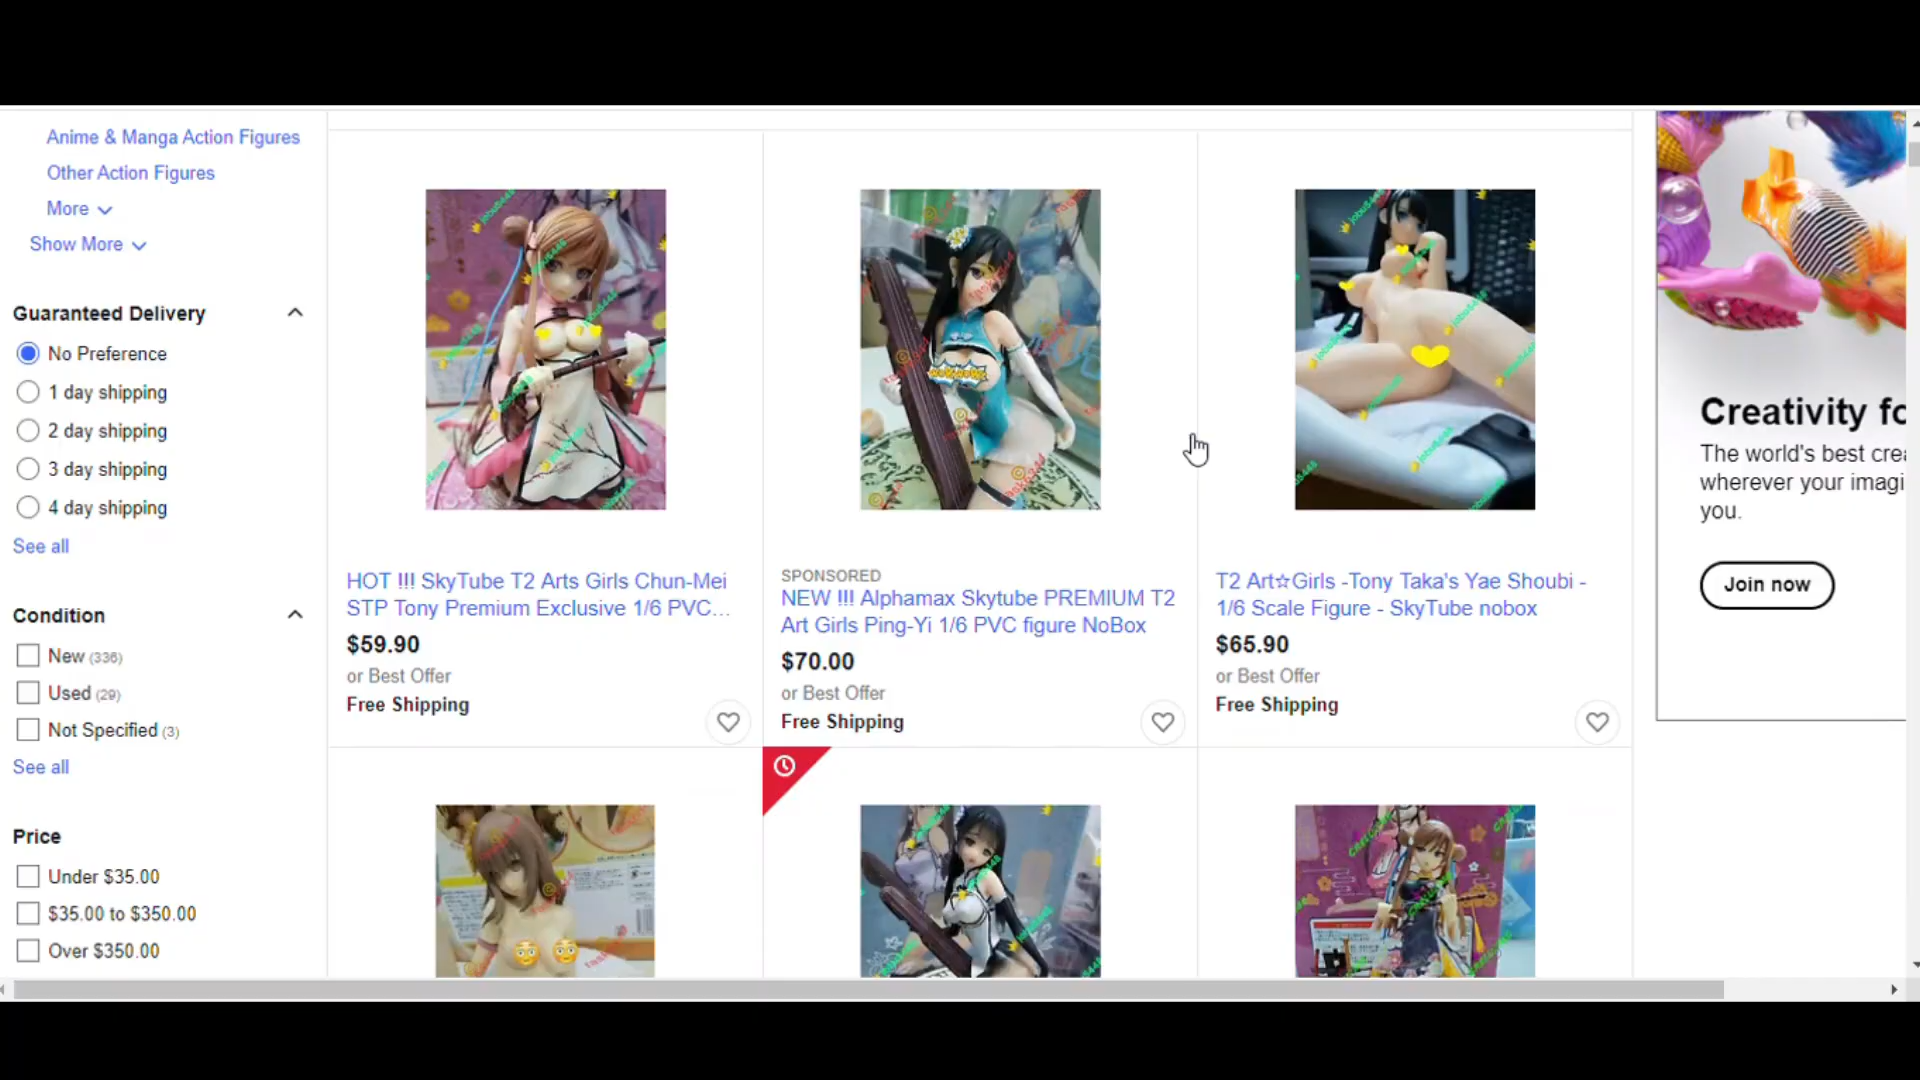 Anime & Manga Action Figures
Other Action Figures
More
Show More
Guaranteed Delivery
No Preference
1 day shipping
2 day shipping
3 day shipping
4 day shipping
See all
Condition
New (336)
Used (29)
Not Specified (3)
See all
Price
Under $35.00
$35.00 to $350.00
Over $350.00
HOT !!! SkyTube T2 Arts Girls Chun-Mei
STP Tony Premium Exclusive 1/6 PVC...
$59.90
or Best Offer
Free Shipping
SPONSORED
NEW !!! Alphamax Skytube PREMIUM T2
Art Girls Ping-Yi 1/6 PVC figure NoBox
$70.00
or Best Offer
Free Shipping
T2 Art☆Girls -Tony Taka's Yae Shoubi -
1/6 Scale Figure - SkyTube nobox
$65.90
or Best Offer
Free Shipping
Creativity fo
The world's best crea
wherever your imagi
you.
Join now